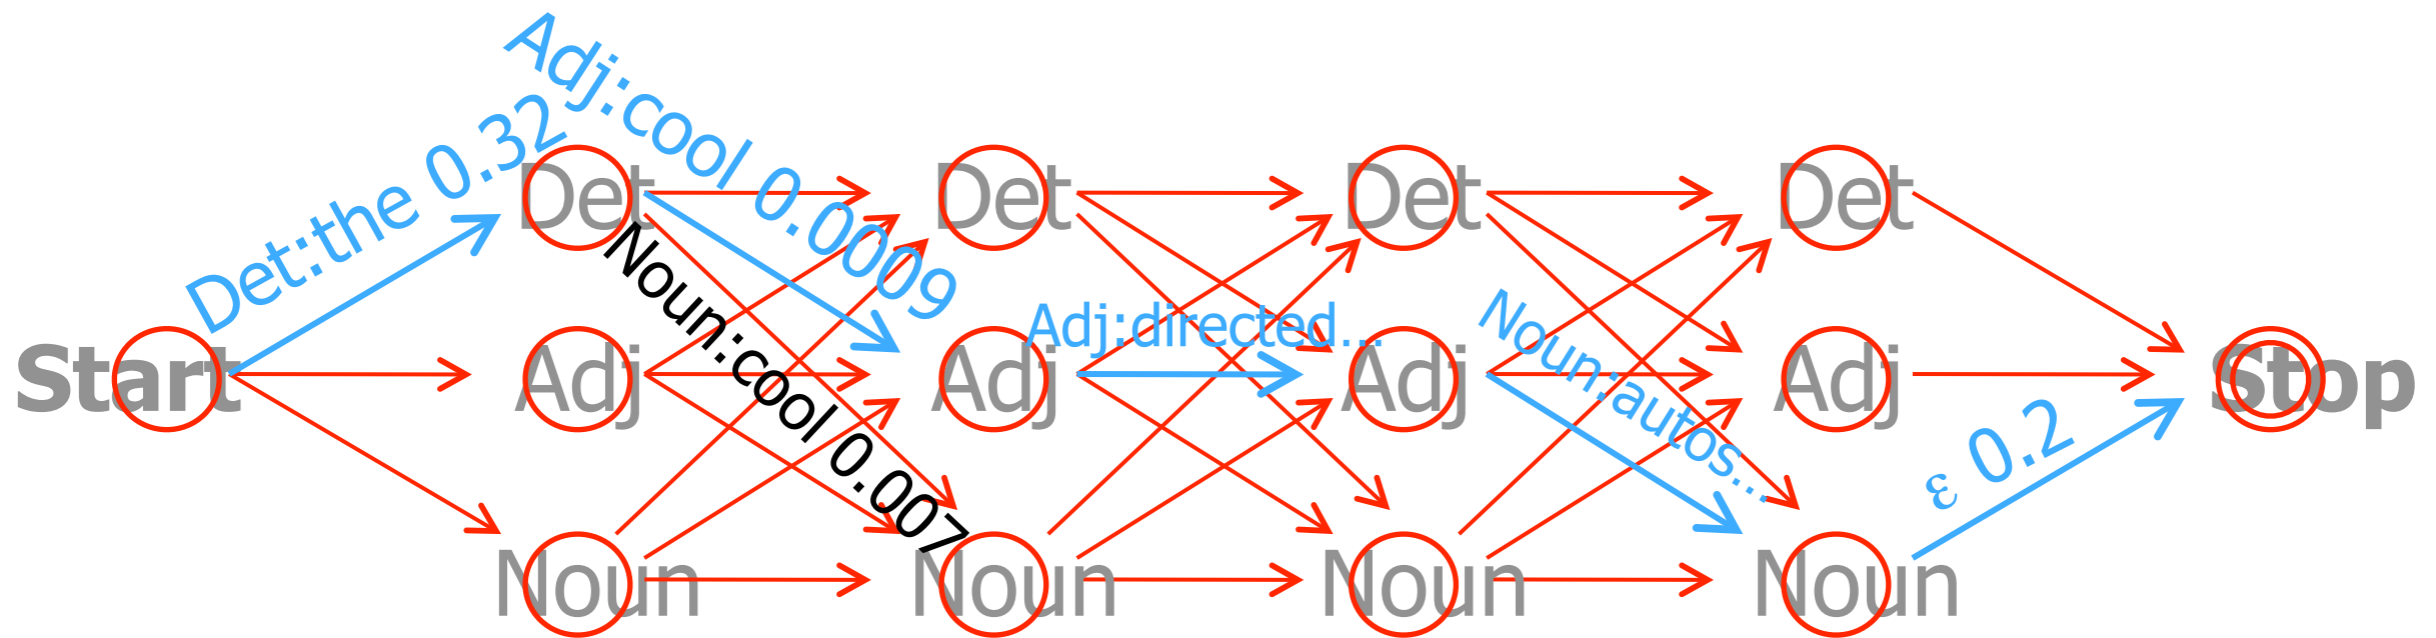 Adj:cool 0.0009
Det:the 0.32
Det
Det
Det
Det
Noun:cool 0.007
Adj:directed...
Noun:autos...
Start
Adj
Adj
Adj
Adj
Stop
ε 0.2
Noun
Noun
Noun
Noun